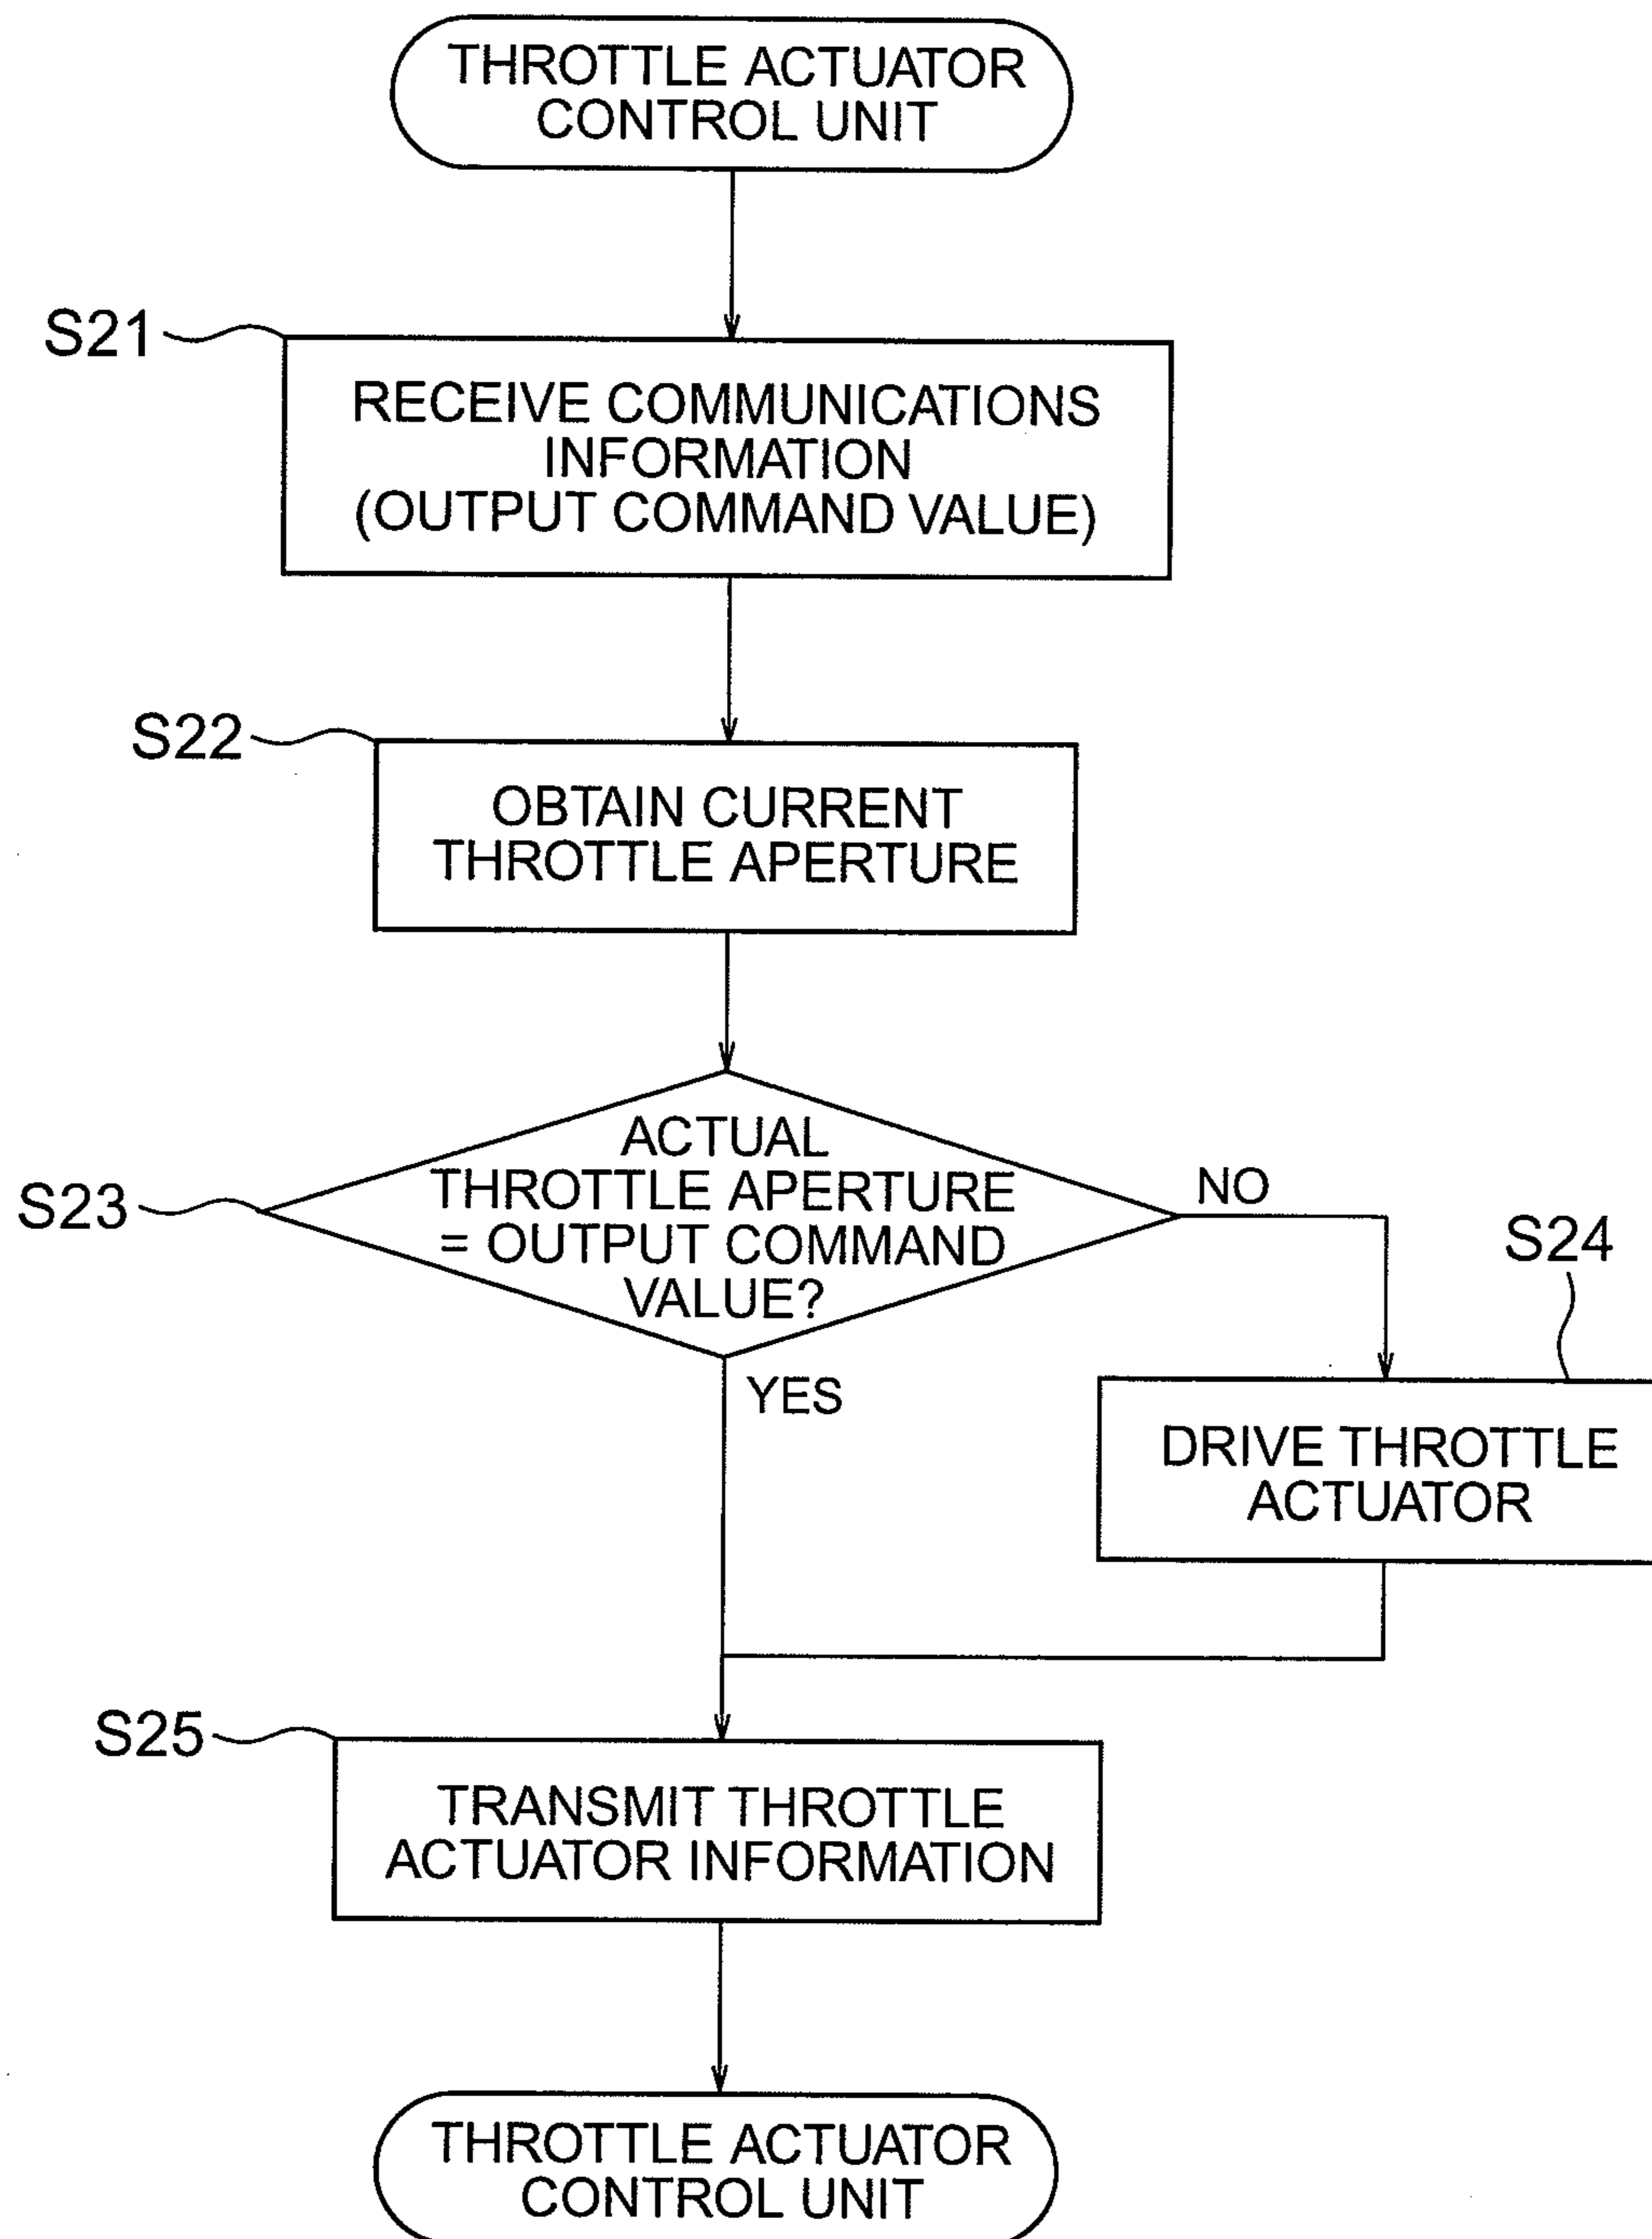 THROTTLE ACTUATOR
CONTROL UNIT
S21
RECEIVE COMMUNICATIONS
INFORMATION
(OUTPUT COMMAND VALUE)
S22
OBTAIN CURRENT
THROTTLE APERTURE
S23
ACTUAL
THROTTLE APERTURE
= OUTPUT COMMAND
VALUE?
NO
S24
YES
DRIVE THROTTLE
ACTUATOR
S25
TRANSMIT THROTTLE
ACTUATOR INFORMATION
THROTTLE ACTUATOR
CONTROL UNIT